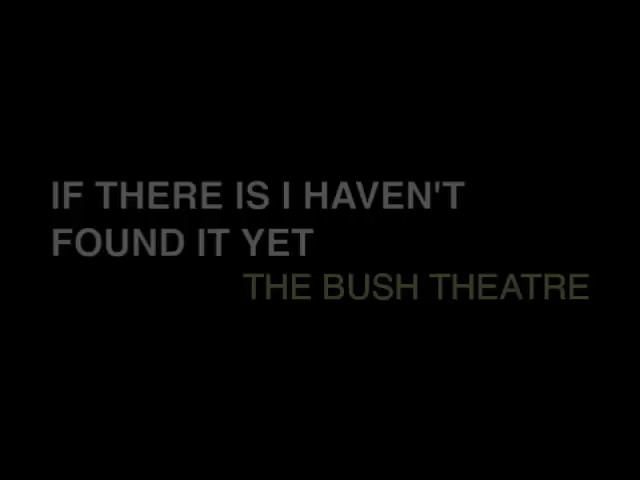 IF THERE IS I HAVEN'T
FOUND IT YET
THE BUSH THEATRE